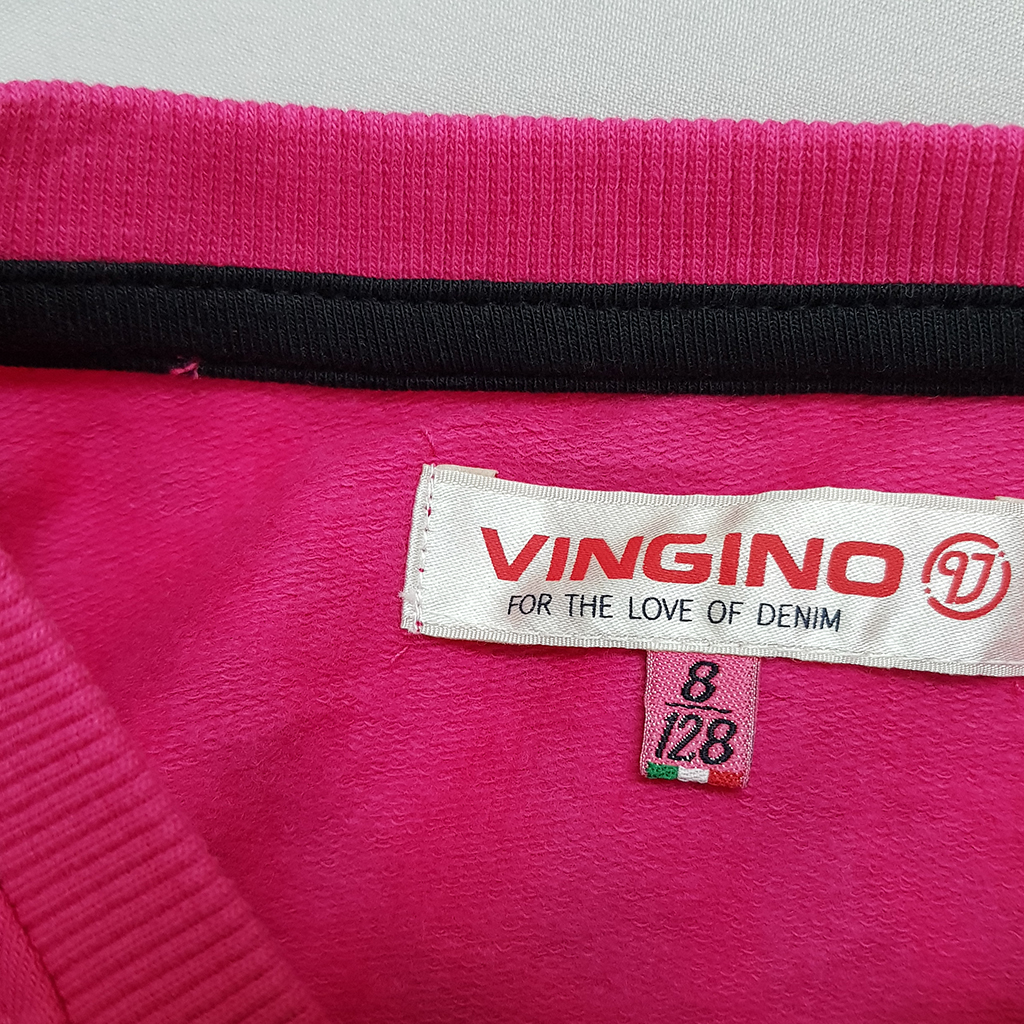 VINGINO
FOR THE LOVE OF DENIM
8
128